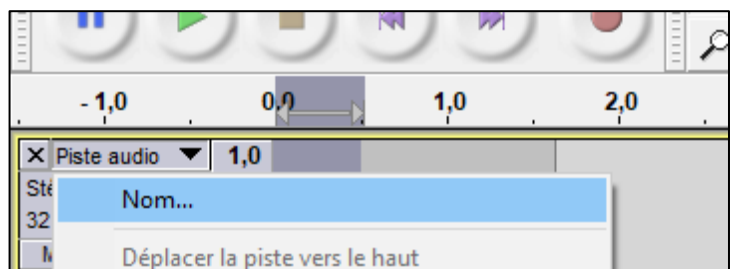 - 1,0 0,0 1,0 2,0
Piste audio 1,0
Nom...
32
Déplacer la piste vers le haut